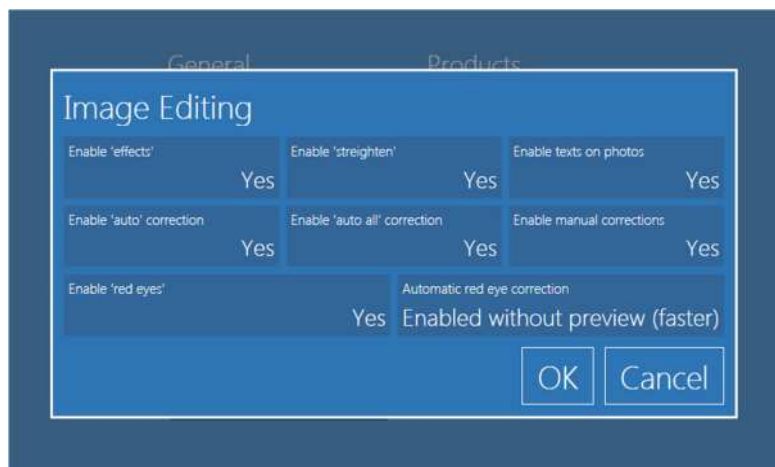 General Products
Image Editing
Enable 'effects' Enable 'streighten' Enable texts on photos
Yes Yes Yes
Enable 'auto' correction Enable 'auto all' correction Enable manual corrections
Yes Yes Yes
Enable 'red eyes' Automatic red eye correction
Yes Enabled without preview (faster)
OK Cancel